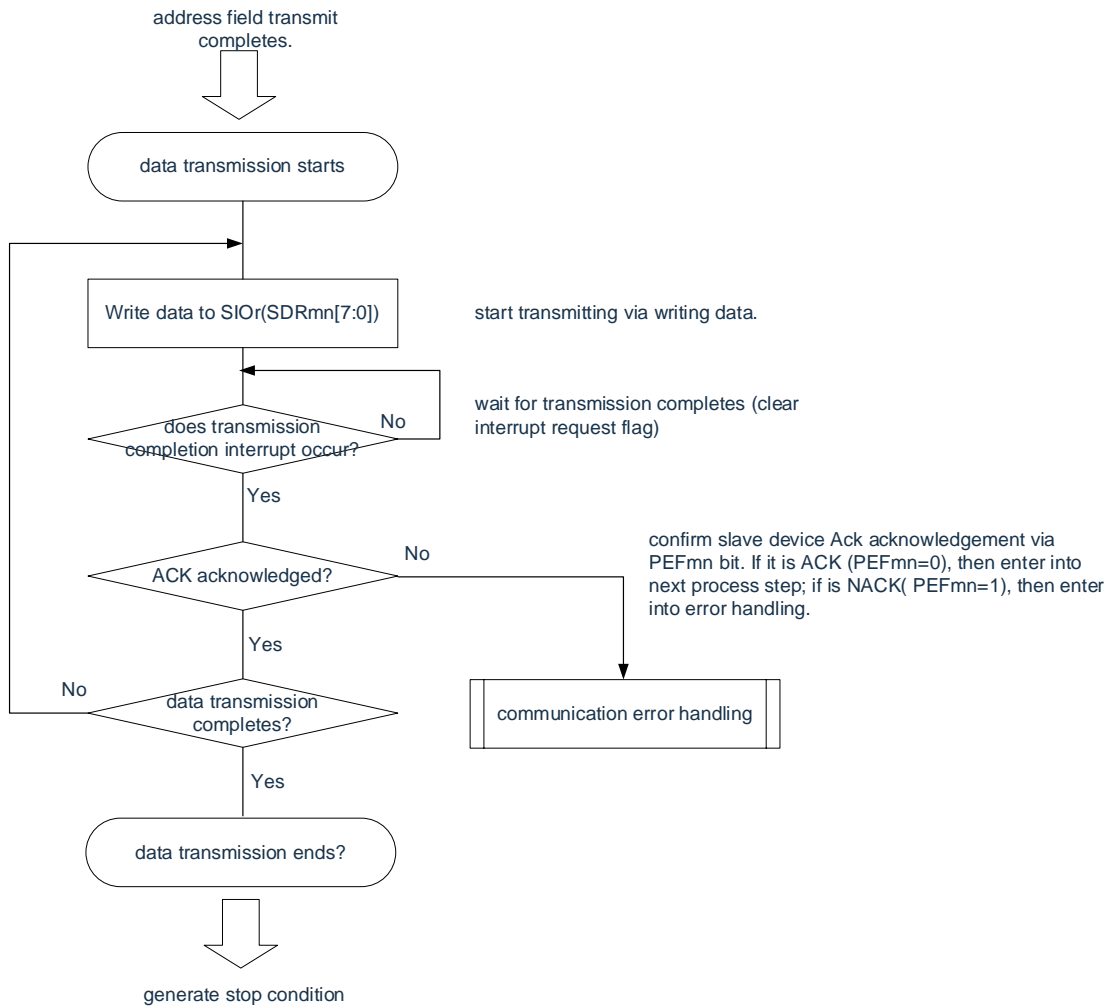 address field transmit
completes.
data transmission starts
Write data to SIOr(SDRmn[7:0])
start transmitting via writing data.
does transmission
completion interrupt occur?
No
wait for transmission completes (clear
interrupt request flag)
Yes
ACK acknowledged?
No
confirm slave device Ack acknowledgement via
PEFmn bit. If it is ACK (PEFmn=0), then enter into
next process step; if is NACK( PEFmn=1), then enter
into error handling.
Yes
No
data transmission
completes?
communication error handling
Yes
data transmission ends?
generate stop condition